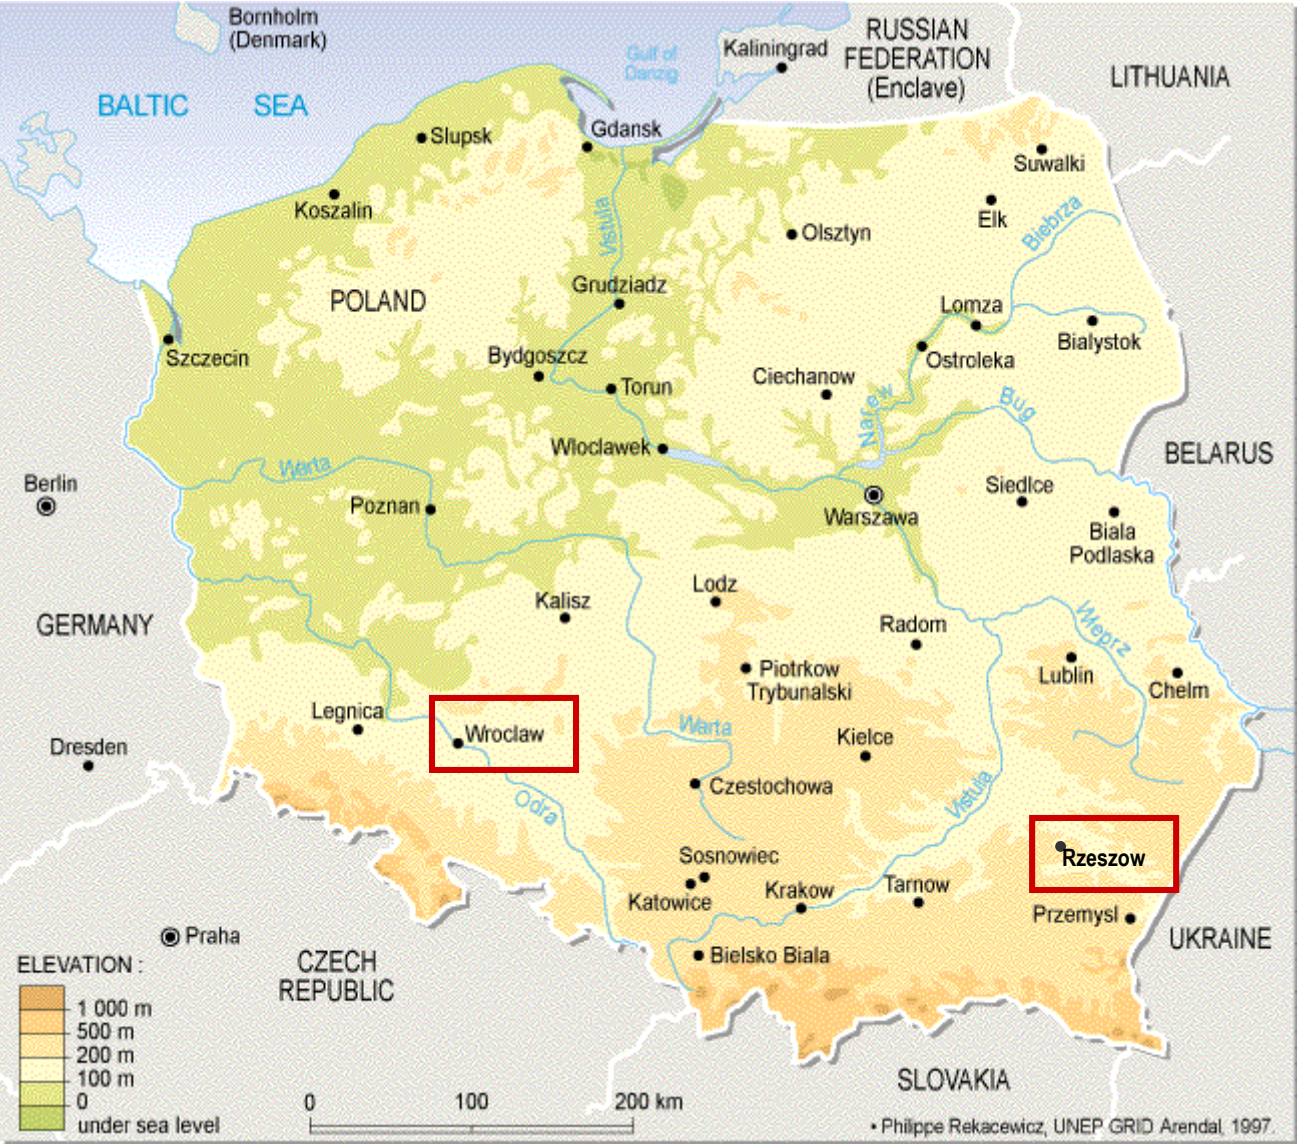 Bornholm
(Denmark)
BALTIC SEA
Gulf of
Danzig
Kaliningrad
RUSSIAN
FEDERATION
(Enclave)
LITHUANIA
Slupsk
Gdansk
Suwalki
Koszalin
Vistula
Elk
Biebrza
Olsztyn
Grudziadz
POLAND
Lomza
Szczecin
Bydgoszcz
Torun
Ciechanow
Ostroleka
Bialystok
Narew
Bug
Wloclawek
BELARUS
Berlin
Warta
Poznan
Siedlce
Warszawa
Biala
Podlaska
Lodz
Kalisz
GERMANY
Radom
Weprz
Piotrkow
Trybunalski
Lublin
Chelm
Legnica
Wroclaw
Warta
Kielce
Dresden
Czestochowa
Odra
Vistula
Sosnowiec
Katowice
Krakow
Tarnow
Rzeszow
Przemysl
UKRAINE
Praha
CZECH
REPUBLIC
Bielsko Biala
ELEVATION :
1 000 m
500 m
200 m
100 m
0
under sea level
0 100 200 km
SLOVAKIA
• Philippe Rekacewicz, UNEP GRID Arendal, 1997.